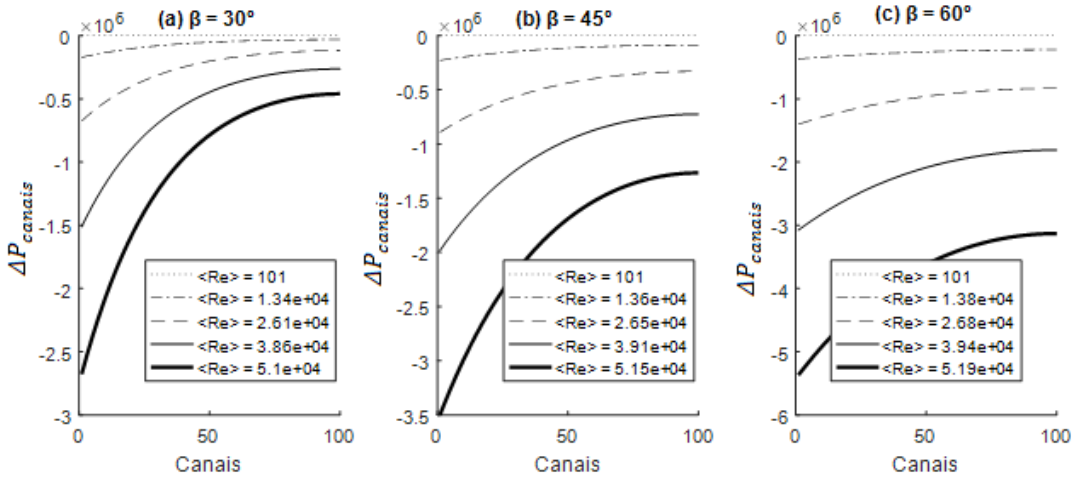 (a) β = 30º
×10⁶
0
-0.5
-1
-1.5
-2
-2.5
-3
ΔP_canais
0
50
100
Canais
<Re> = 101
<Re> = 1.34e+04
<Re> = 2.61e+04
<Re> = 3.86e+04
<Re> = 5.1e+04
(b) β = 45º
×10⁶
0
-0.5
-1
-1.5
-2
-2.5
-3
-3.5
ΔP_canais
0
50
100
Canais
<Re> = 101
<Re> = 1.36e+04
<Re> = 2.65e+04
<Re> = 3.91e+04
<Re> = 5.15e+04
(c) β = 60º
×10⁶
0
-1
-2
-3
-4
-5
-6
ΔP_canais
0
50
100
Canais
<Re> = 101
<Re> = 1.38e+04
<Re> = 2.68e+04
<Re> = 3.94e+04
<Re> = 5.19e+04